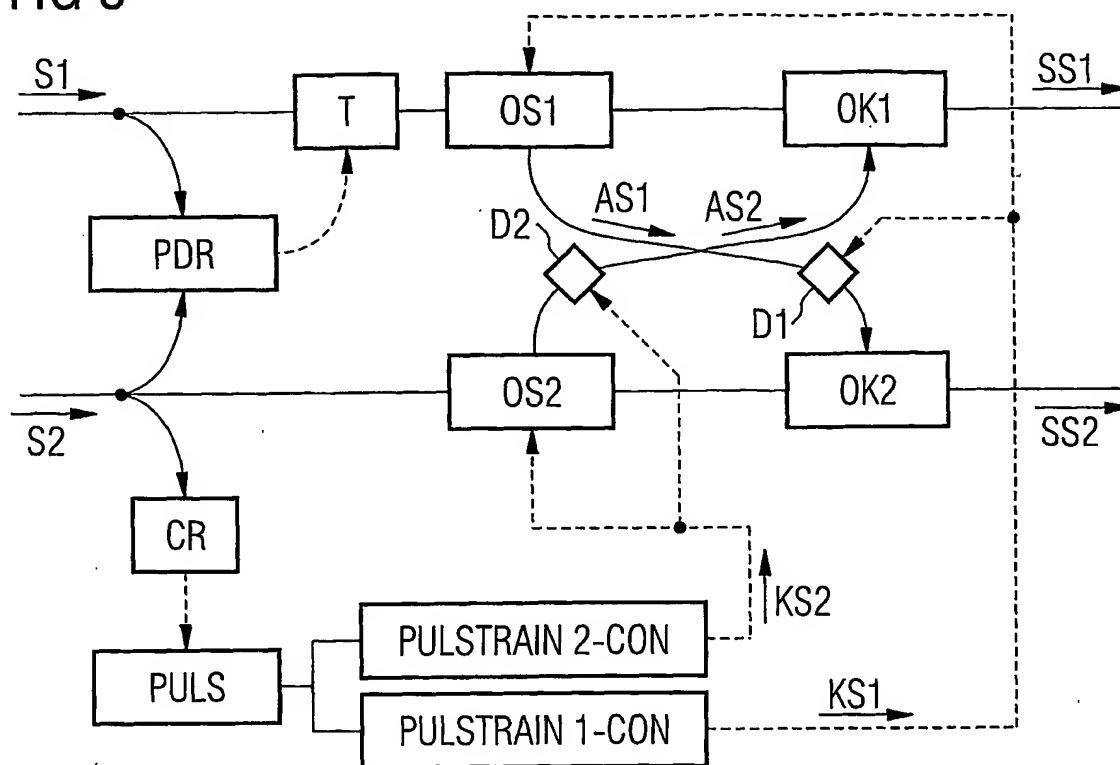 S1
T
OS1
OK1
SS1
PDR
AS1
AS2
D2
D1
S2
OS2
OK2
SS2
CR
KS2
PULS
PULSTRAIN 2-CON
PULSTRAIN 1-CON
KS1